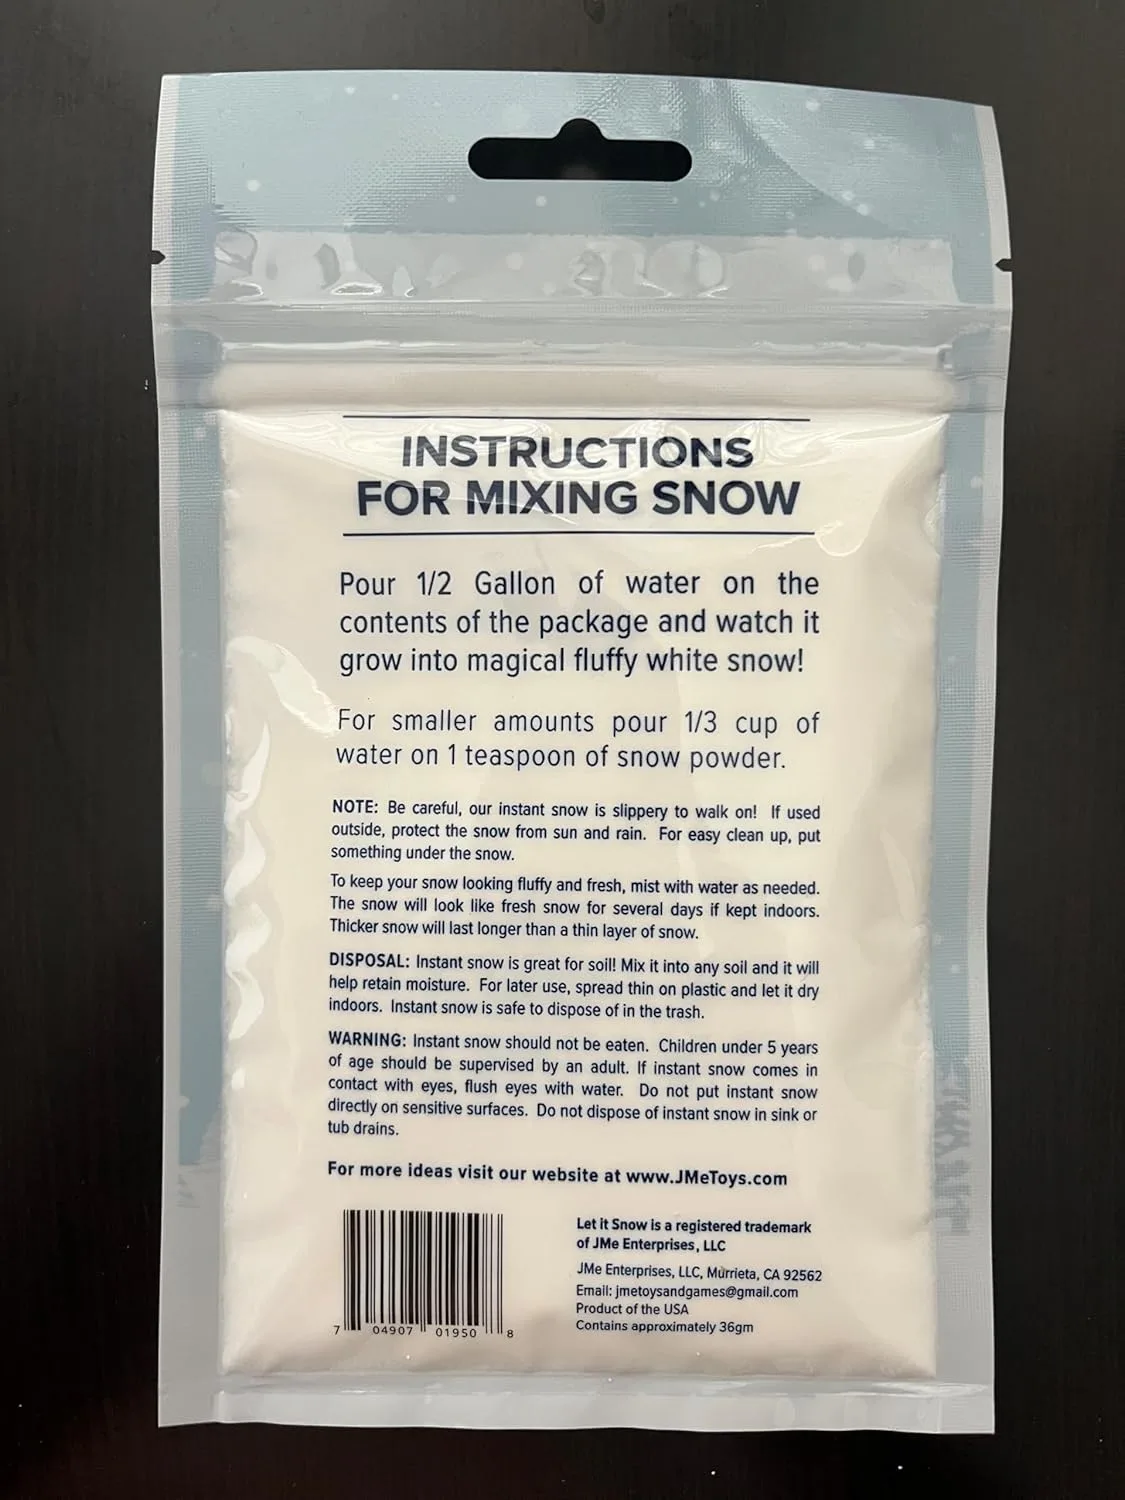 INSTRUCTIONS
FOR MIXING SNOW
Pour 1/2 Gallon of water on the
contents of the package and watch it
grow into magical fluffy white snow!
For smaller amounts pour 1/3 cup of
water on 1 teaspoon of snow powder.
NOTE: Be careful, our instant snow is slippery to walk on! If used
outside, protect the snow from sun and rain. For easy clean up, put
something under the snow.
To keep your snow looking fluffy and fresh, mist with water as needed.
The snow will look like fresh snow for several days if kept indoors.
Thicker snow will last longer than a thin layer of snow.
DISPOSAL: Instant snow is great for soil! Mix it into any soil and it will
help retain moisture. For later use, spread thin on plastic and let it dry
indoors. Instant snow is safe to dispose of in the trash.
WARNING: Instant snow should not be eaten. Children under 5 years
of age should be supervised by an adult. If instant snow comes in
contact with eyes, flush eyes with water. Do not put instant snow
directly on sensitive surfaces. Do not dispose of instant snow in sink or
tub drains.
For more ideas visit our website at www.JMeToys.com
7 04907 01950 8
Let it Snow is a registered trademark
of JMe Enterprises, LLC
JMe Enterprises, LLC, Murrieta, CA 92562
Email: jmetoysandgames@gmail.com
Product of the USA
Contains approximately 36gm